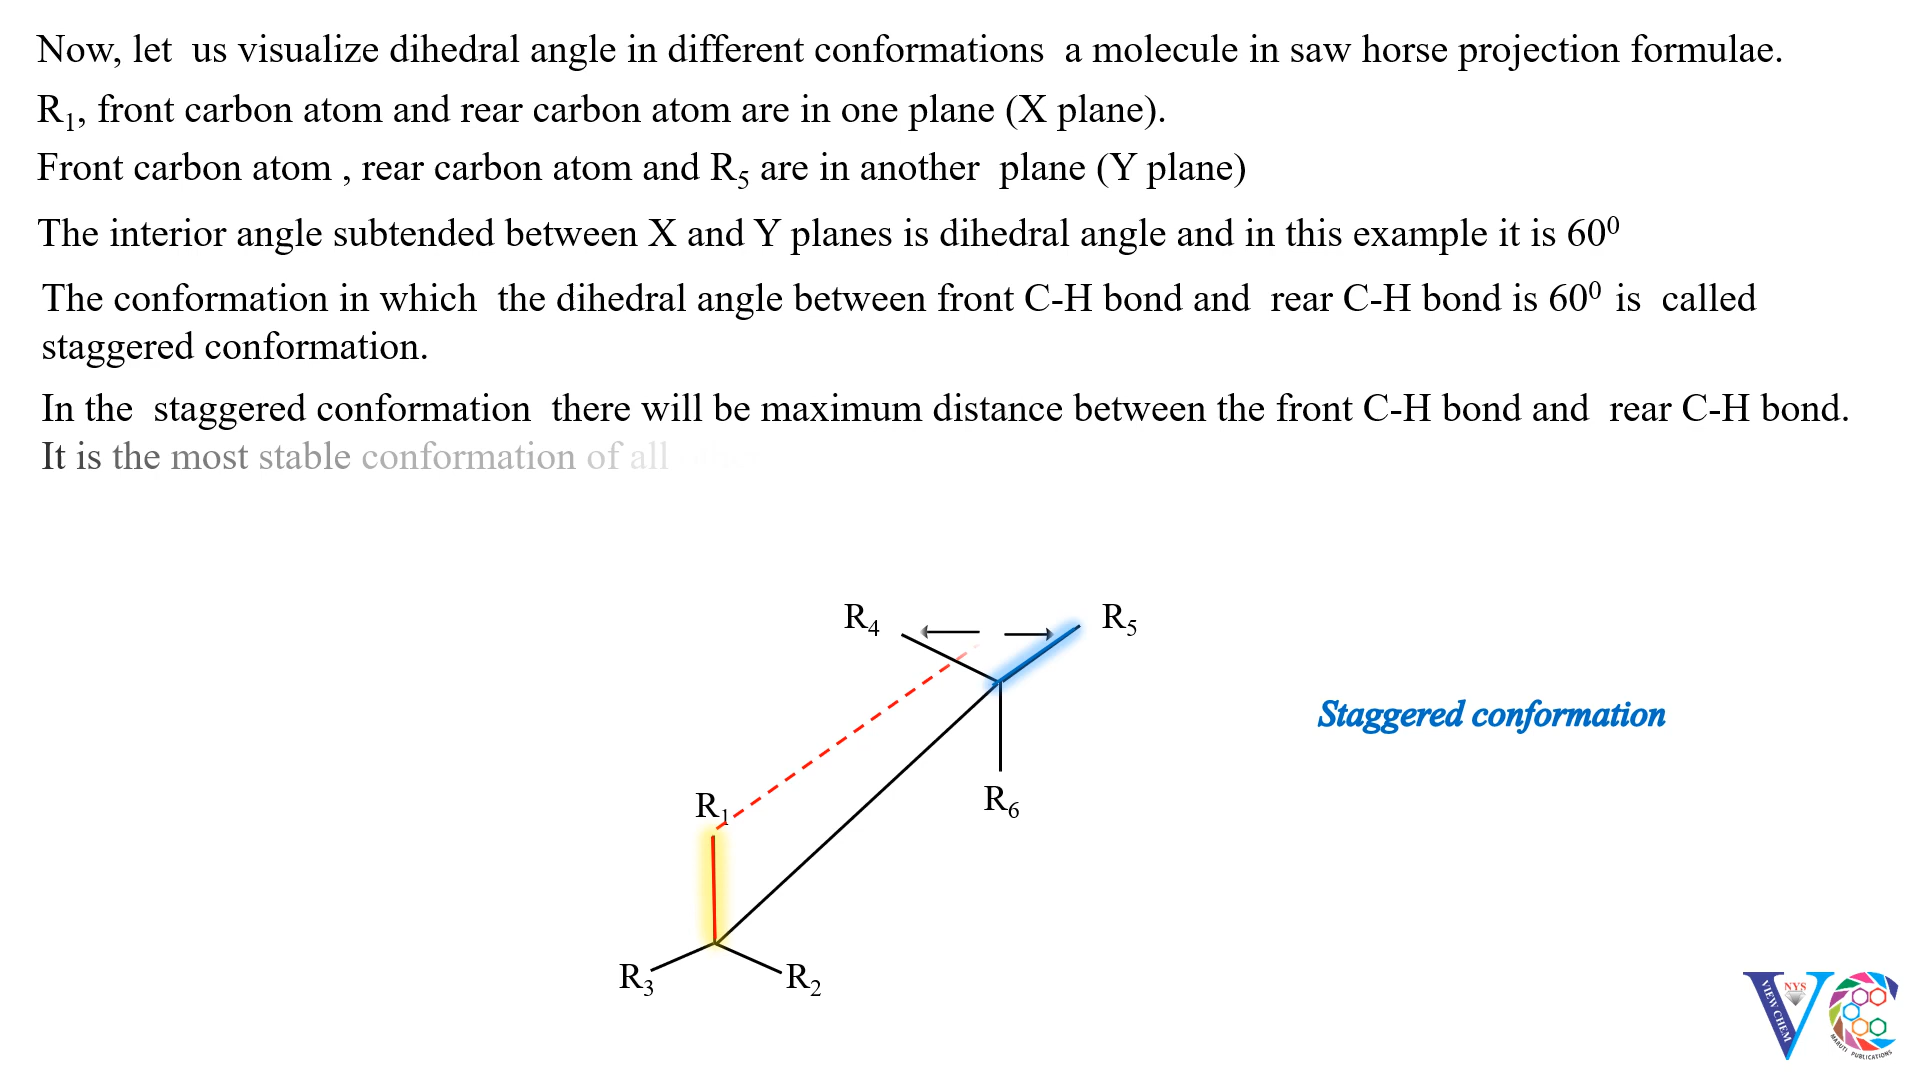 Now, let us visualize dihedral angle in different conformations a molecule in saw horse projection formulae.
R₁, front carbon atom and rear carbon atom are in one plane (X plane).
Front carbon atom , rear carbon atom and R₅ are in another plane (Y plane)
The interior angle subtended between X and Y planes is dihedral angle and in this example it is 60⁰
The conformation in which the dihedral angle between front C-H bond and rear C-H bond is 60⁰ is called
staggered conformation.
In the staggered conformation there will be maximum distance between the front C-H bond and rear C-H bond.
It is the most stable conformation of all
R₄
R₅
Staggered conformation
R₁
R₆
R₃
R₂
NYS
VIEW CHEM
MARUTI PUBLICATIONS